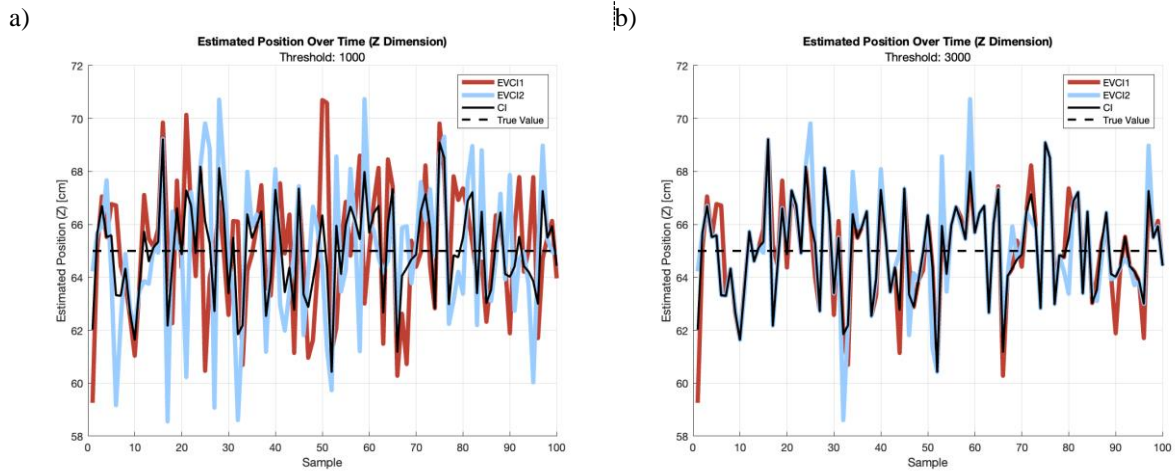 a)
Estimated Position Over Time (Z Dimension)
Threshold: 1000
72
70
68
66
64
62
60
58
Estimated Position (Z) [cm]
EVCI1
EVCI2
CI
True Value
0
10
20
30
40
50
60
70
80
90
100
Sample
b)
Estimated Position Over Time (Z Dimension)
Threshold: 3000
72
70
68
66
64
62
60
58
Estimated Position (Z) [cm]
EVCI1
EVCI2
CI
True Value
0
10
20
30
40
50
60
70
80
90
100
Sample